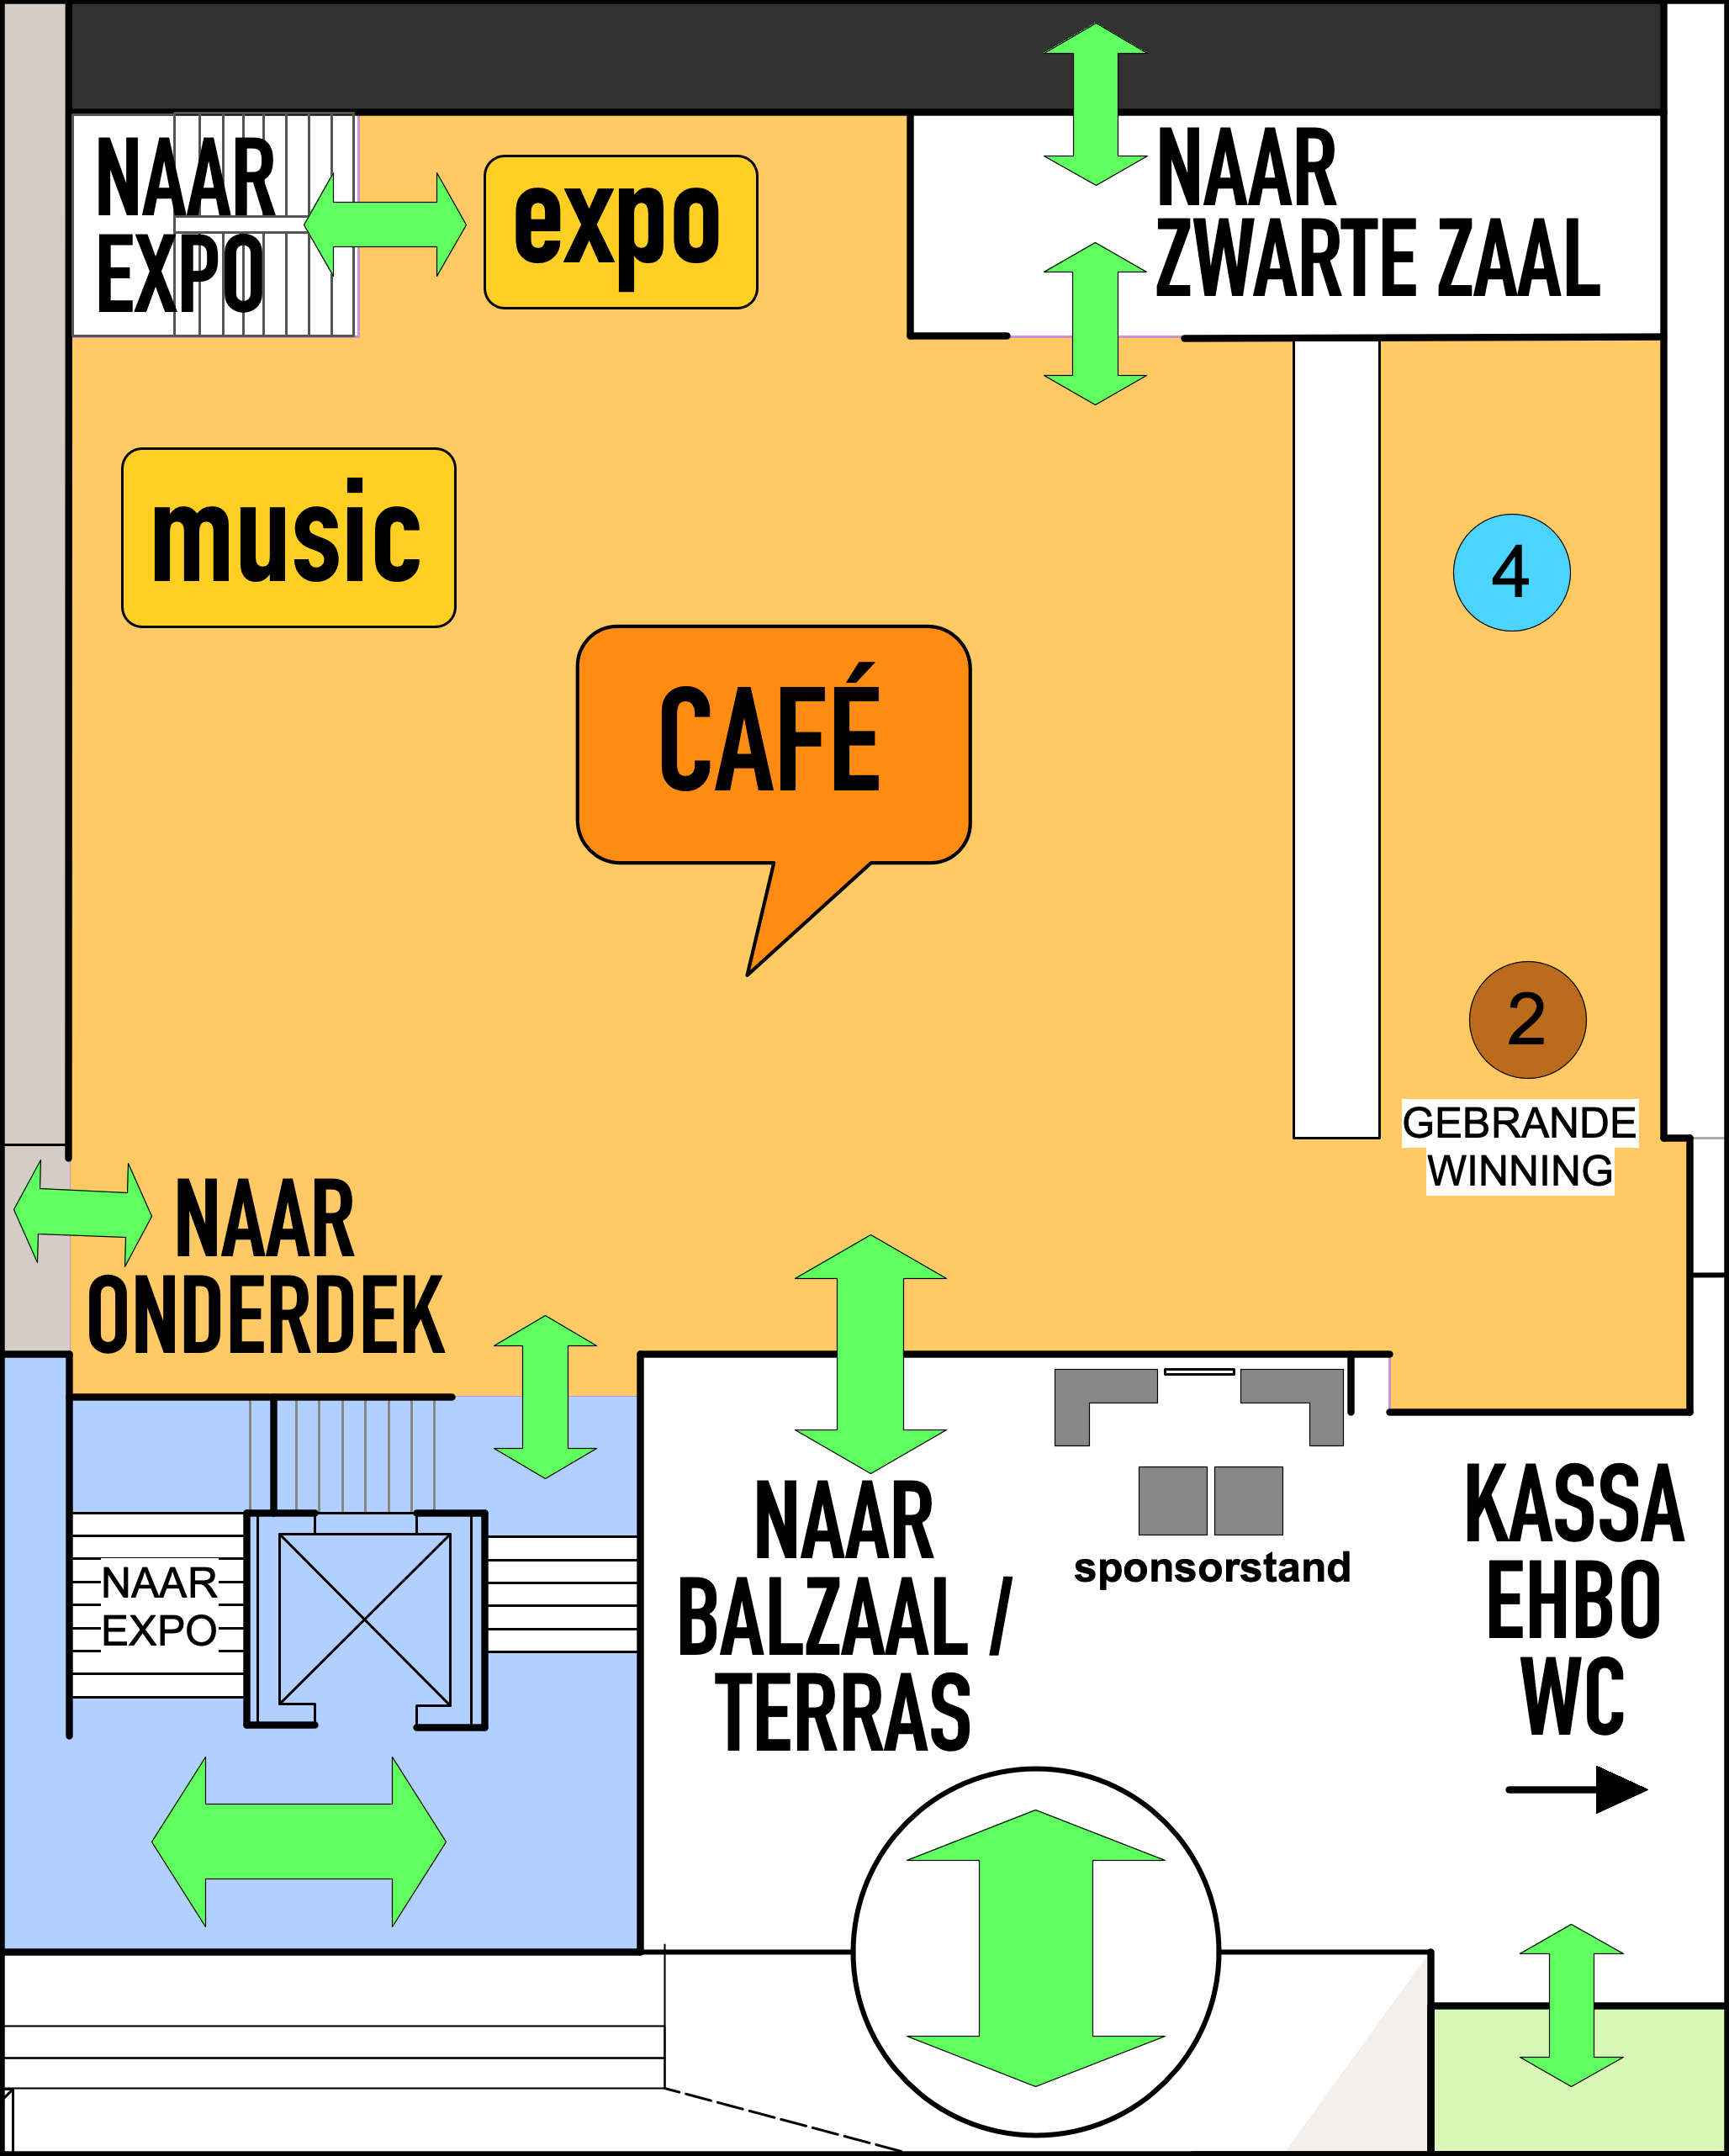 NAAR
EXPO
expo
NAAR
ZWARTE ZAAL
music
4
CAFÉ
2
GEBRANDE
WINNING
NAAR
ONDERDEK
NAAR
EXPO
NAAR
BALZAAL /
TERRAS
sponsorstand
KASSA
EHBO
WC